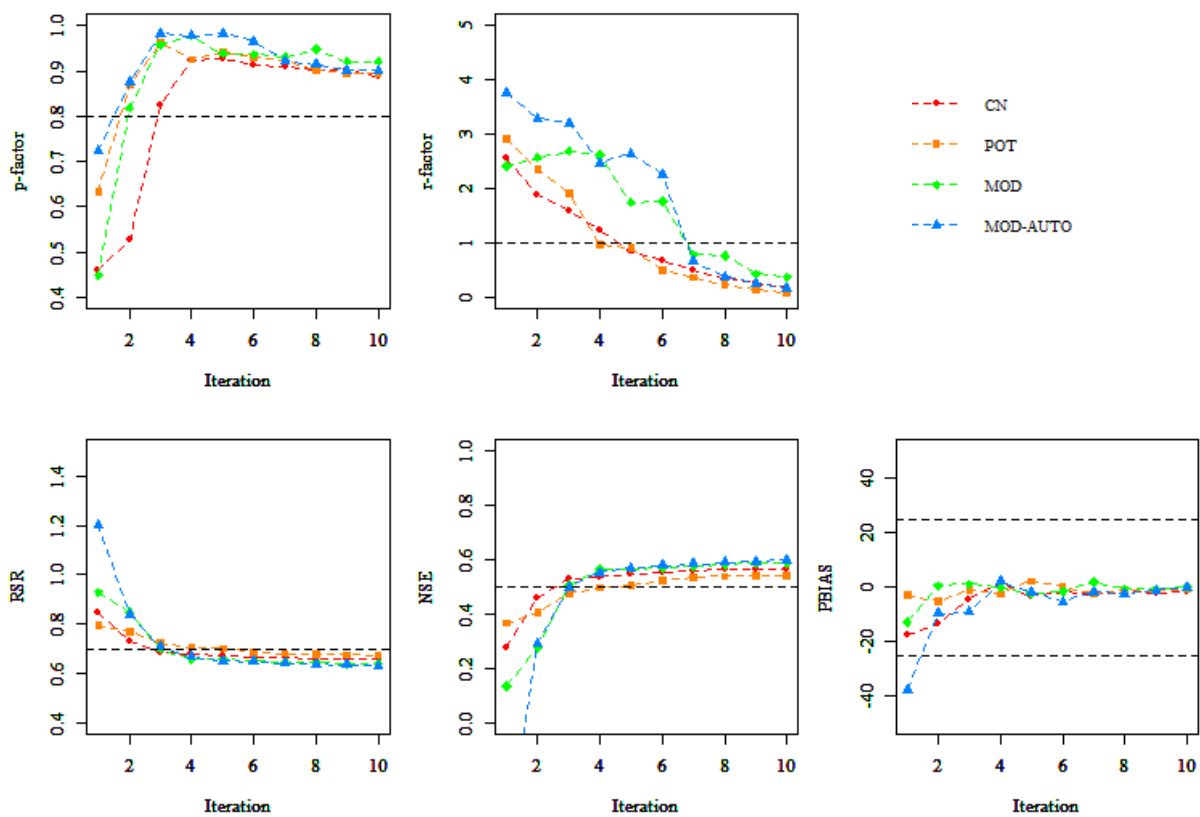 p-factor
1.0
0.9
0.8
0.7
0.6
0.5
0.4
2 4 6 8 10
Iteration
r-factor
5
4
3
2
1
0
2 4 6 8 10
Iteration
CN
POT
MOD
MOD-AUTO
RSR
1.4
1.2
1.0
0.8
0.6
0.4
2 4 6 8 10
Iteration
NSE
1.0
0.8
0.6
0.4
0.2
0.0
2 4 6 8 10
Iteration
PBIAS
40
20
0
-20
-40
2 4 6 8 10
Iteration